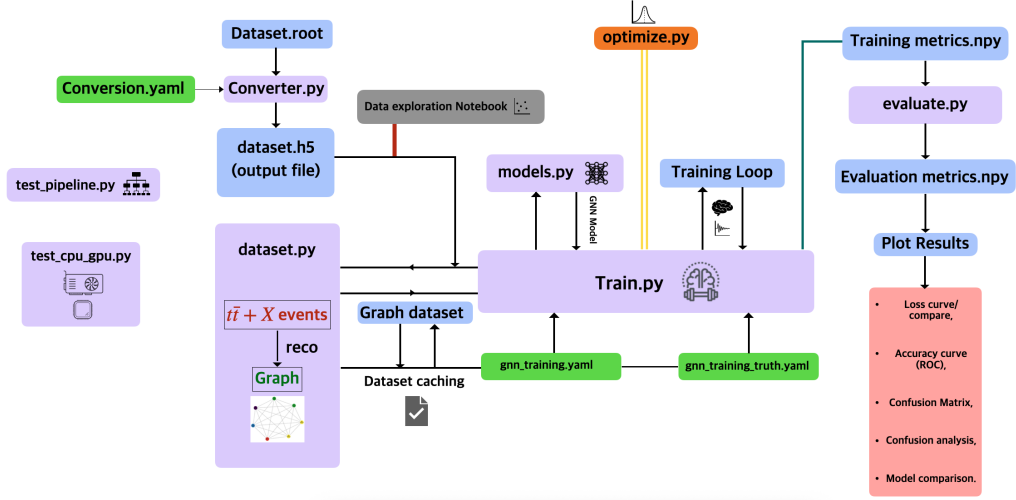 Dataset.root
Conversion.yaml
Converter.py
dataset.h5
(output file)
Data exploration Notebook
test_pipeline.py
test_cpu_gpu.py
dataset.py
tt̄ + X events
reco
Graph
Graph dataset
Dataset caching
models.py
GNN Model
optimize.py
Training Loop
Train.py
gnn_training.yaml
gnn_training_truth.yaml
Training metrics.npy
evaluate.py
Evaluation metrics.npy
Plot Results
• Loss curve/
compare,
• Accuracy curve
(ROC),
• Confusion Matrix,
• Confusion analysis,
• Model comparison.